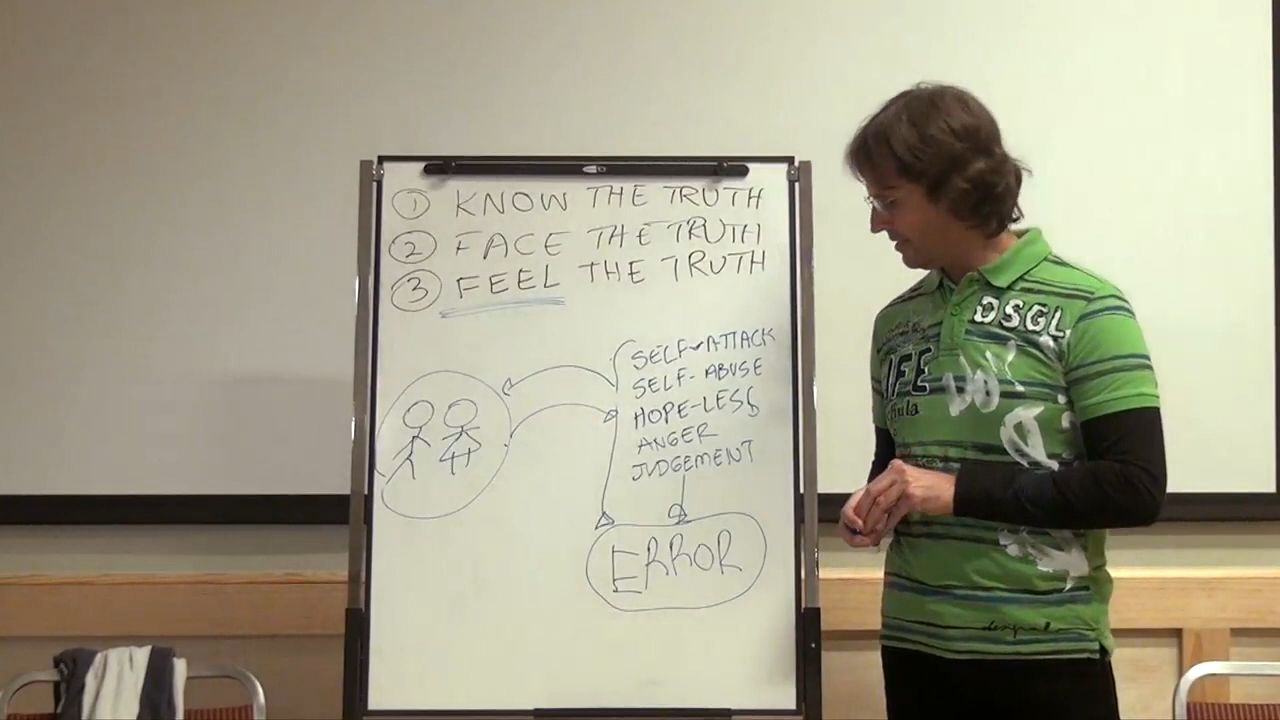 ① KNOW THE TRUTH
② FACE THE TRUTH
③ FEEL THE TRUTH
SELF-ATTACK
SELF-ABUSE
HOPE-LESS
ANGER
JUDGEMENT
ERROR
DSGL
IFE